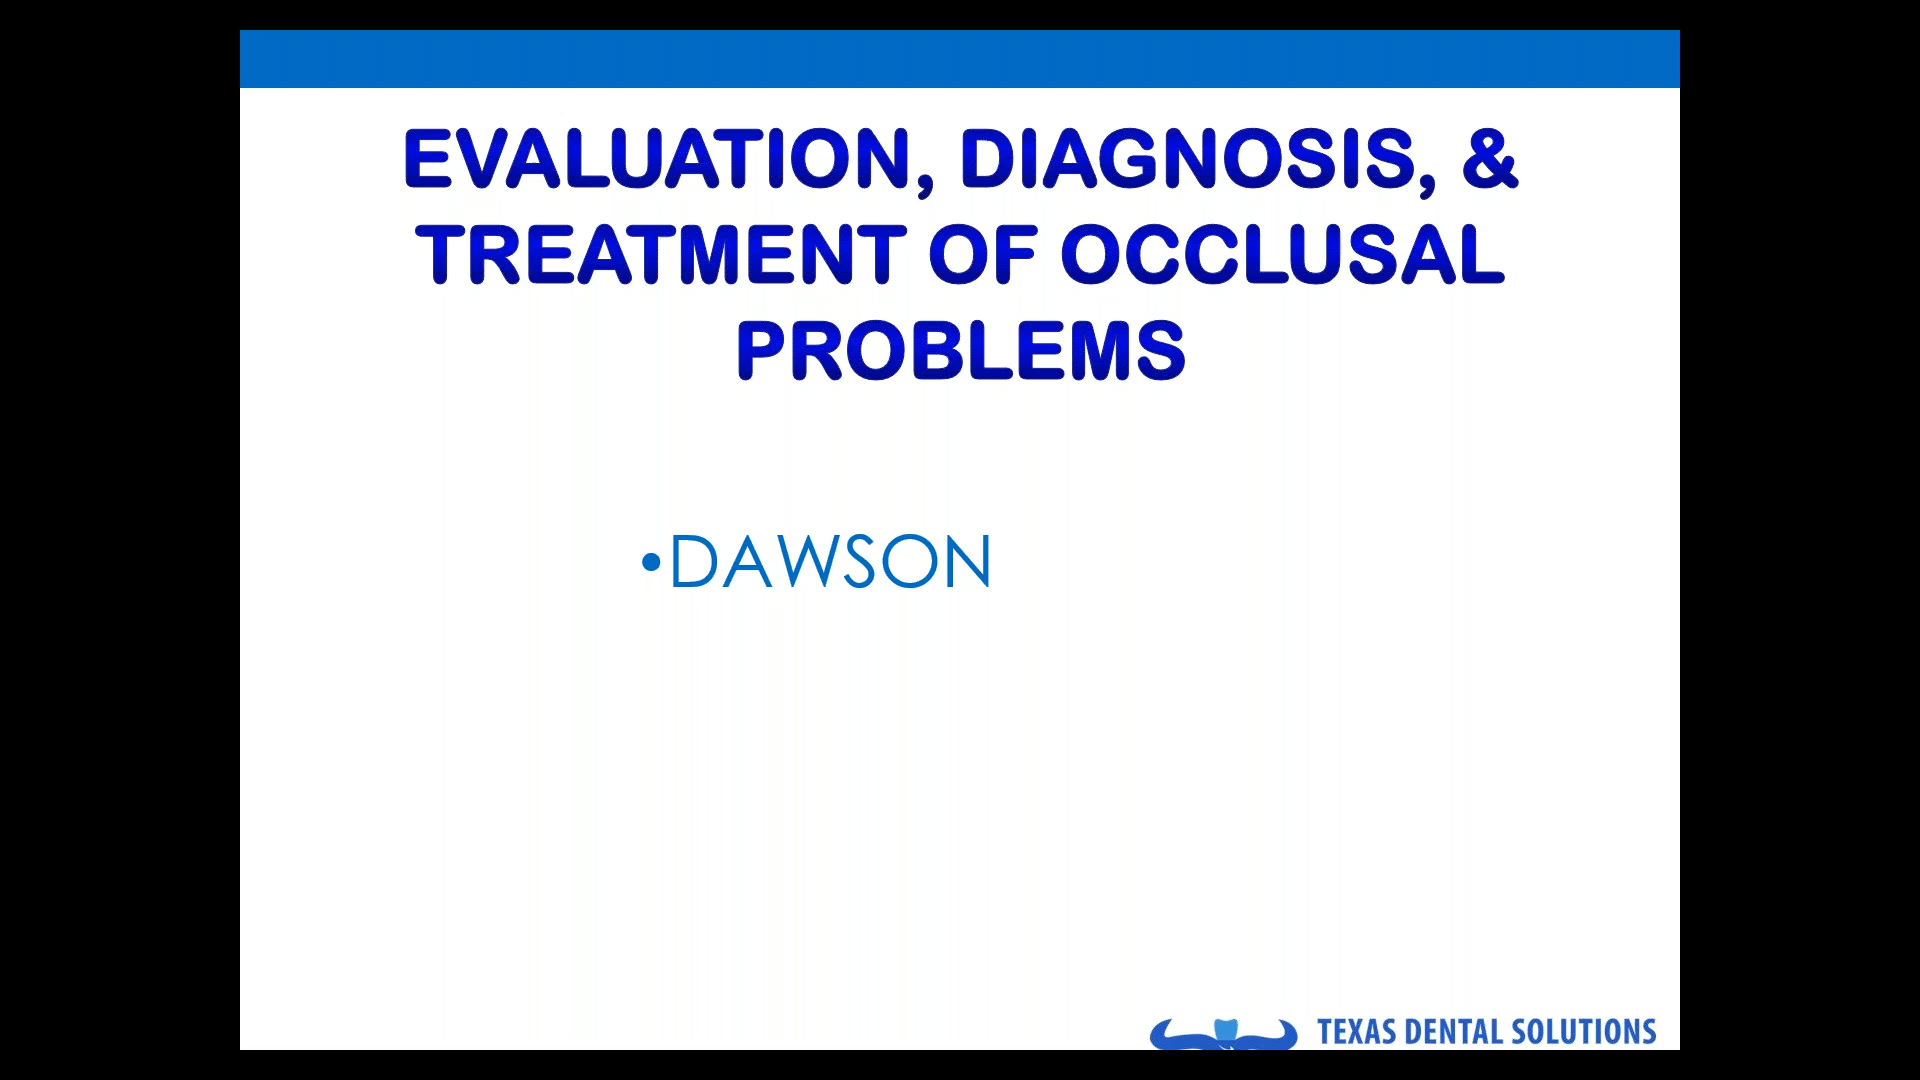 EVALUATION, DIAGNOSIS, &
TREATMENT OF OCCLUSAL
PROBLEMS
•DAWSON
TEXAS DENTAL SOLUTIONS